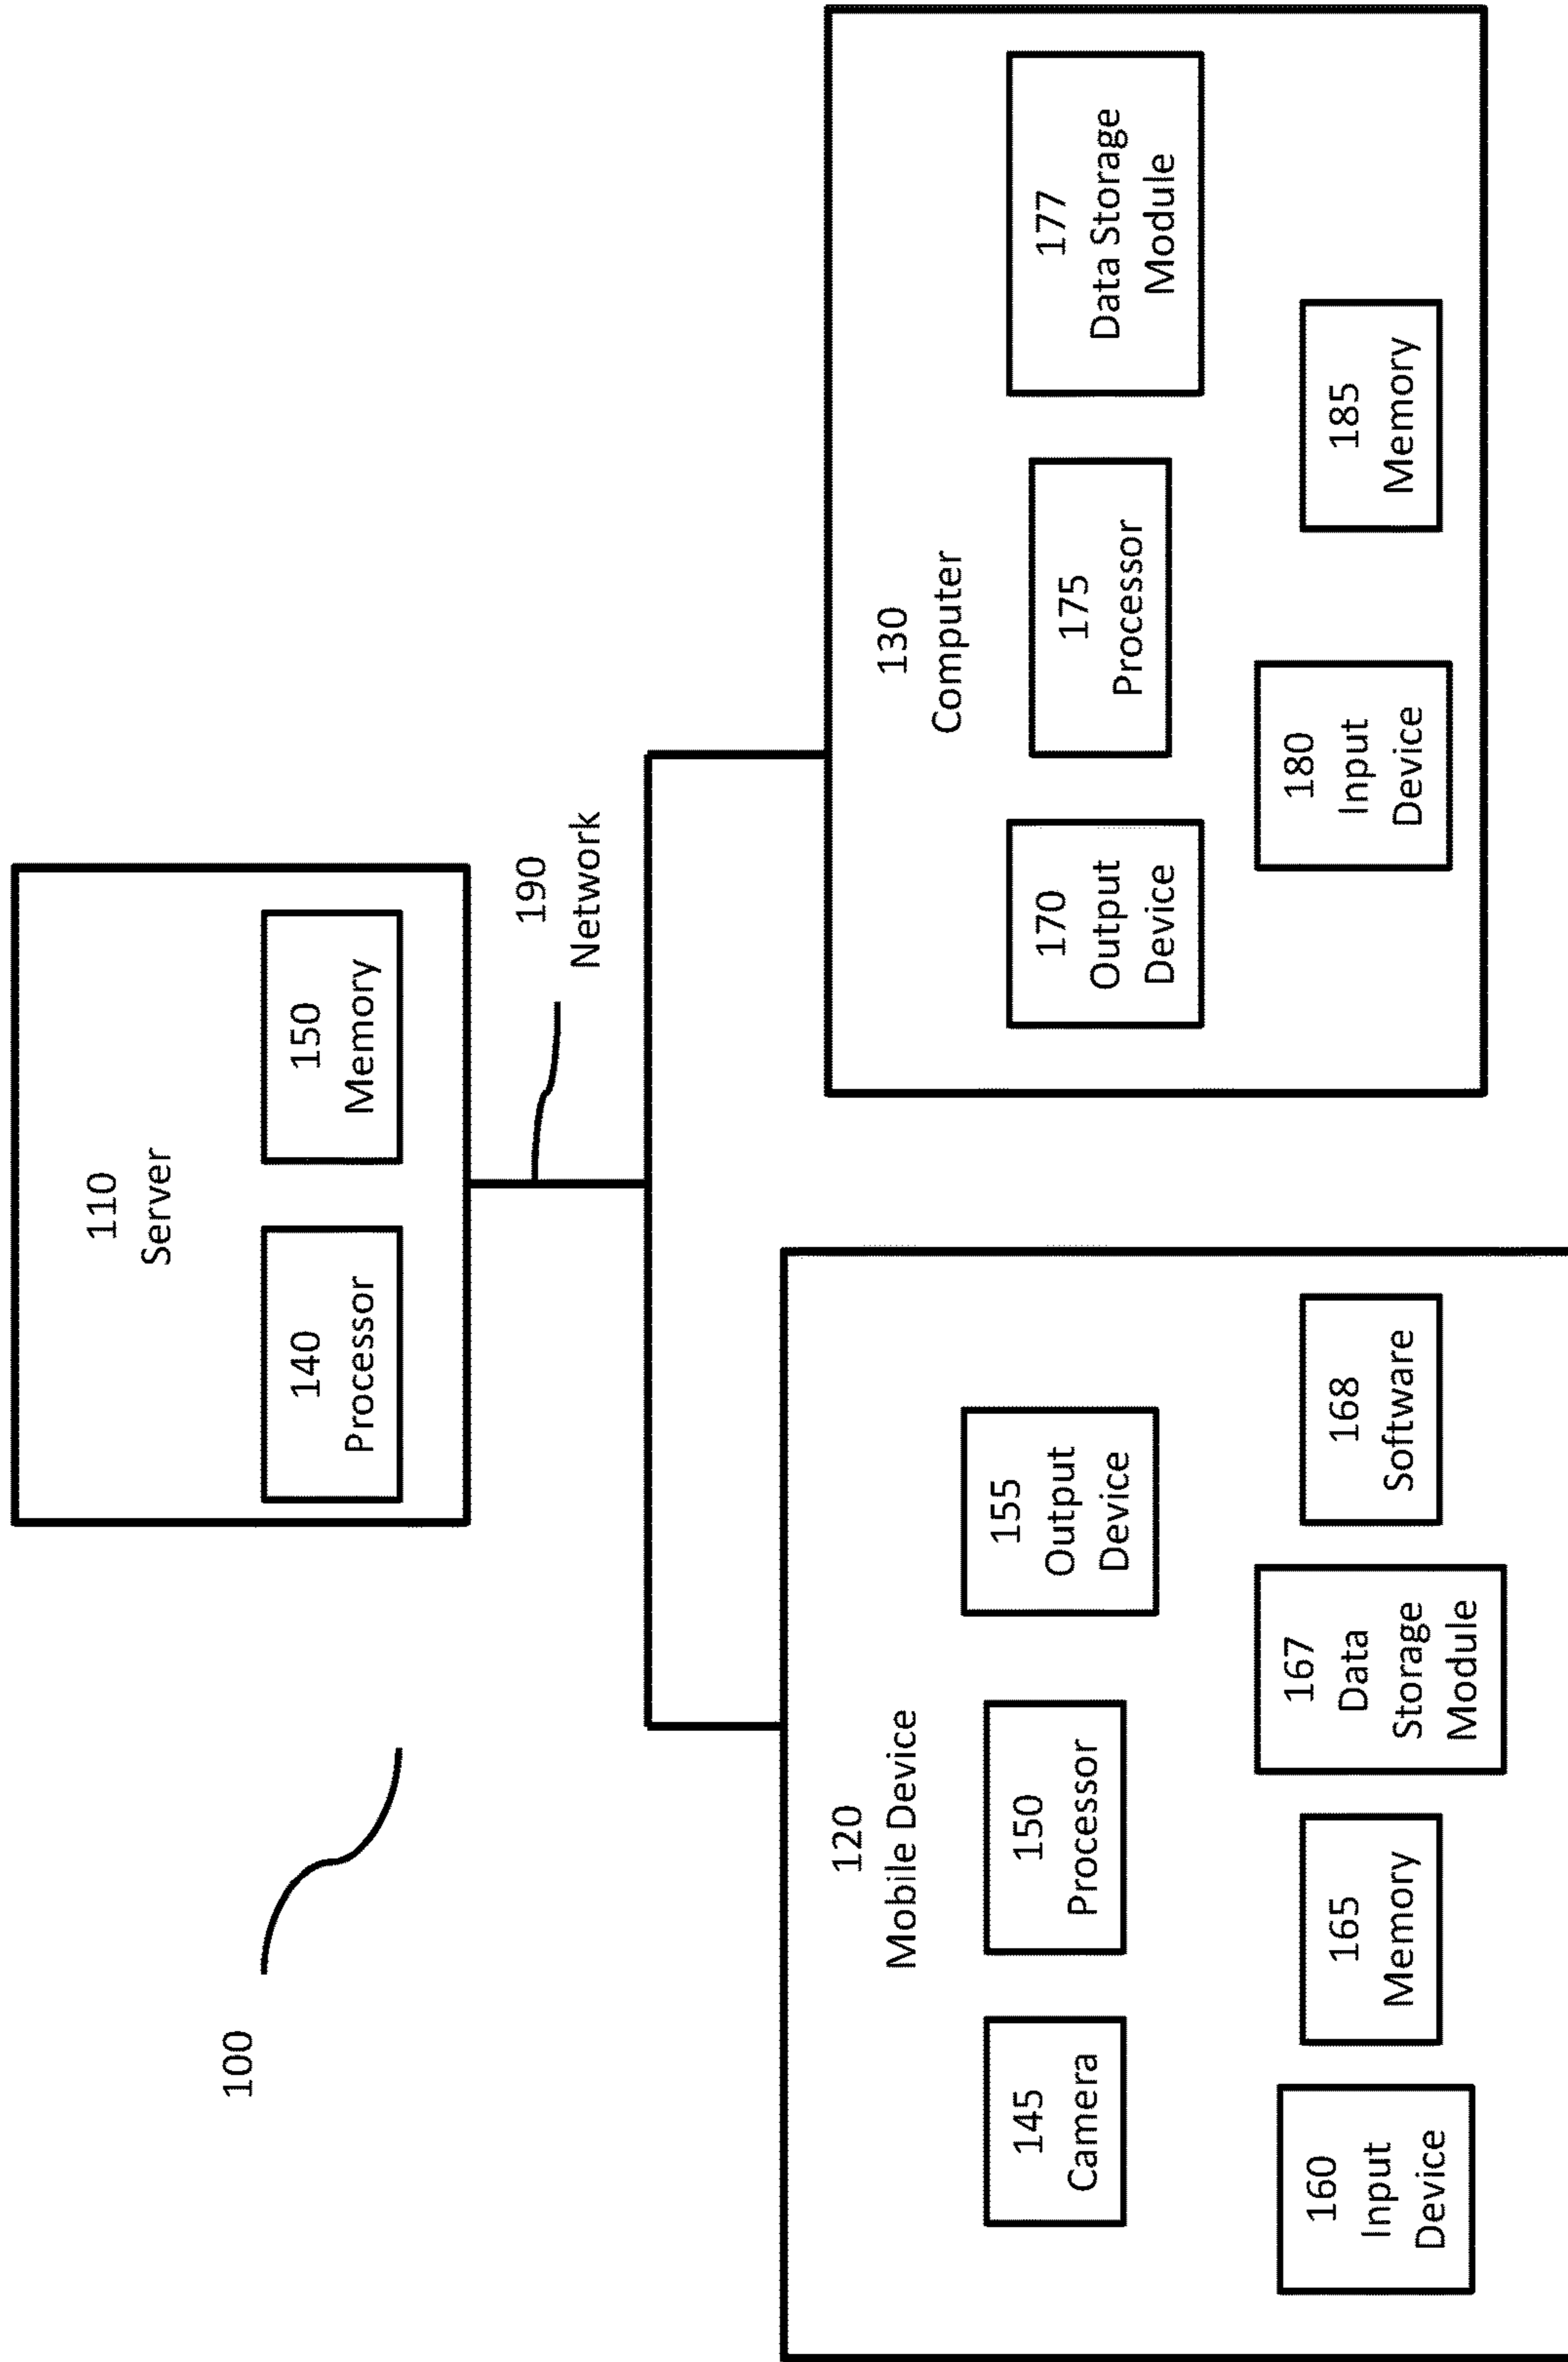 100
110
Server
140
Processor
150
Memory
190
Network
120
Mobile Device
145
Camera
150
Processor
155
Output
Device
160
Input
Device
165
Memory
167
Data
Storage
Module
168
Software
130
Computer
170
Output
Device
175
Processor
177
Data Storage
Module
180
Input
Device
185
Memory